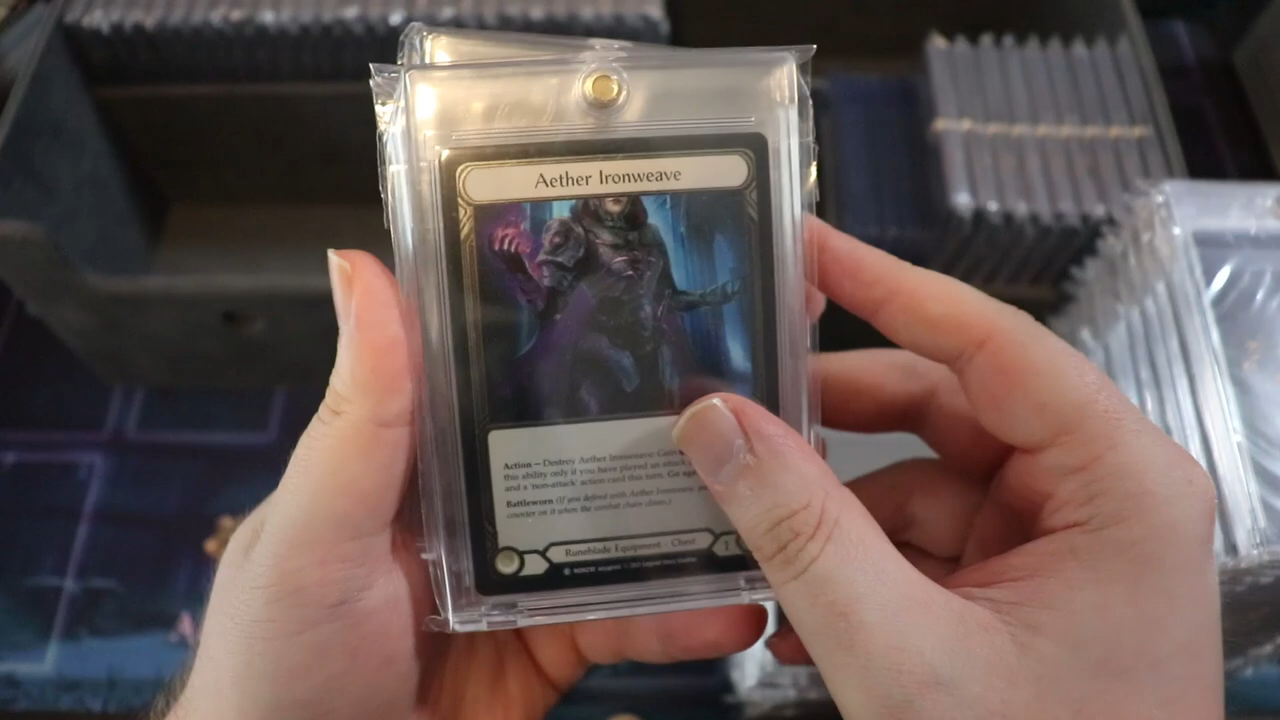 Aether Ironweave
Action — Destroy Aether Ironweave: Gain
this ability only if you have played an attack
and a 'non-attack' action card this turn. Go again
Battleworn (If you defend with Aether Ironweave, put
counter on it when the combat chain closes.)
Runeblade Equipment - Chest
1